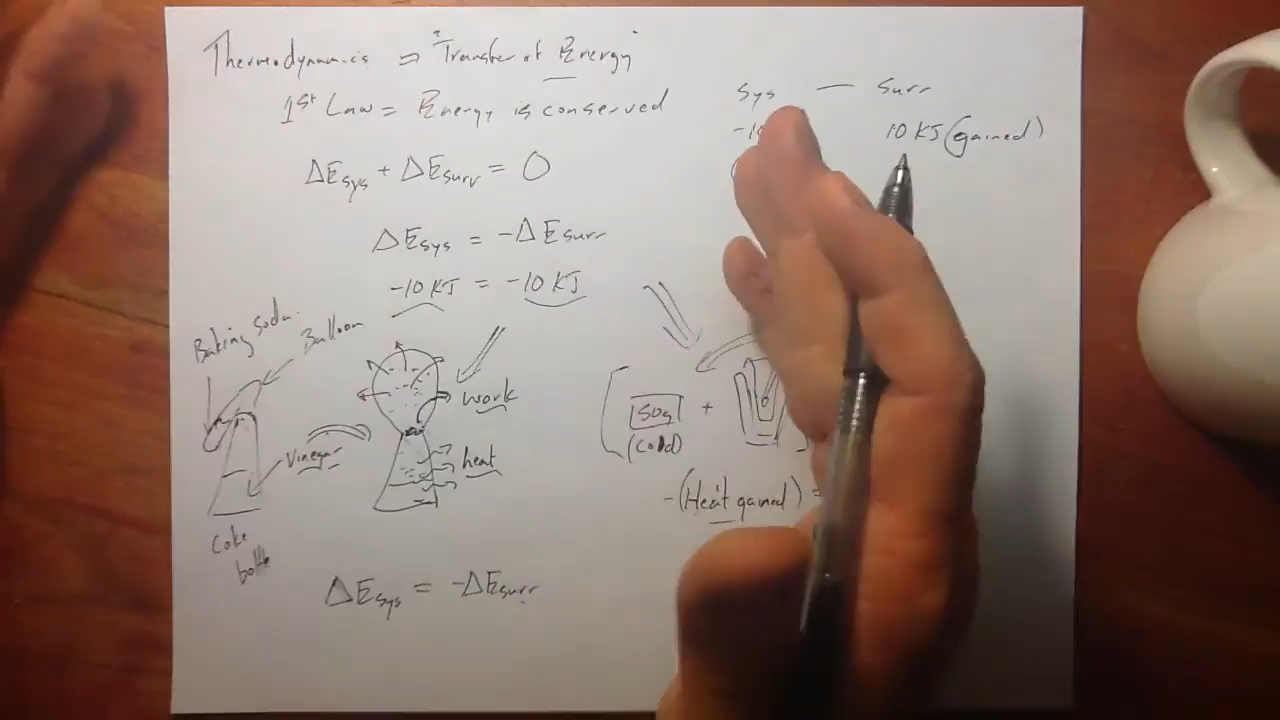 Thermodynamics ⇒ "Transfer of Energy"
1st Law = Energy is conserved
ΔEsys + ΔEsurr = 0
ΔEsys = -ΔEsurr
-10 KJ = -10 KJ
Sys — Surr
10 KJ (gained)
Baking Soda
Balloon
Vinegar
Coke
bottle
work
heat
50g +
(cold)
-(Heat gained) =
ΔEsys = -ΔEsurr